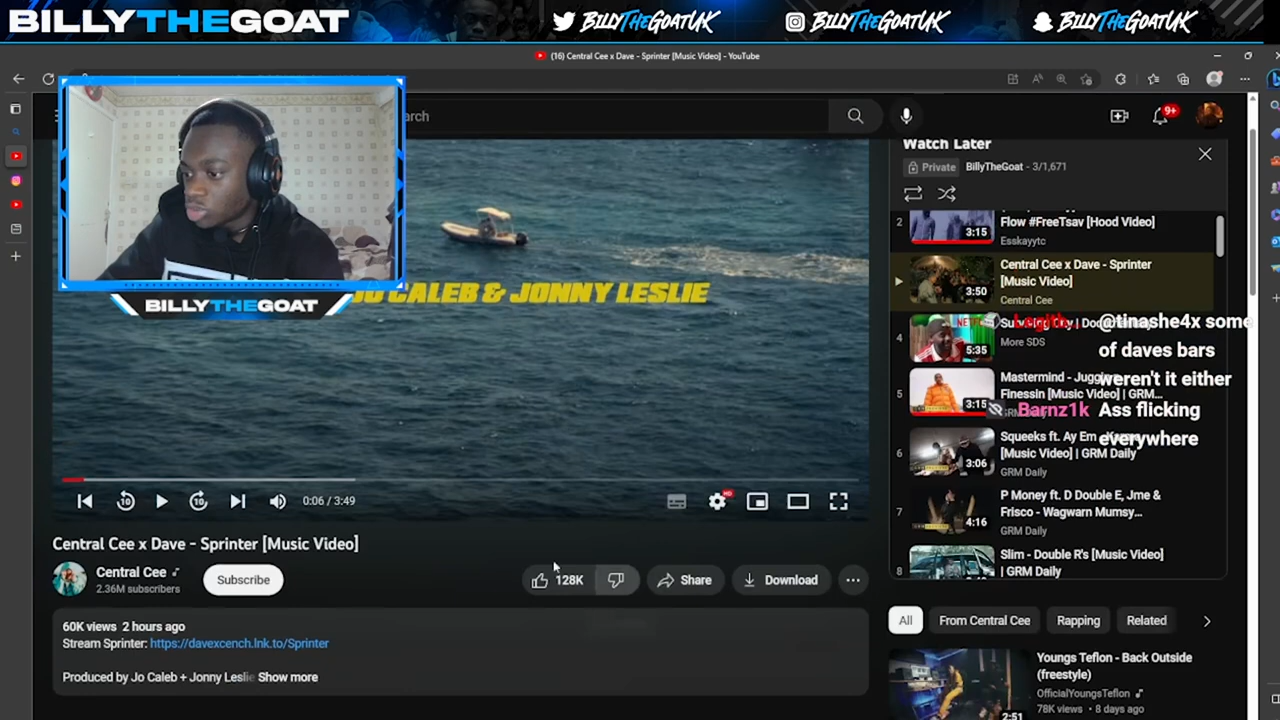 BILLYTHEGOAT
BILLYTHEGOATUK
BILLYTHEGOATUK
BILLYTHEGOATUK
(16) Central Cee x Dave - Sprinter [Music Video] - YouTube
arch
9+
BILLYTHEGOAT
JO CALEB & JONNY LESLIE
0:06 / 3:49
HD
Central Cee x Dave - Sprinter [Music Video]
Central Cee
2.36M subscribers
Subscribe
128K
Share
Download
60K views 2 hours ago
Stream Sprinter: https://davexcench.lnk.to/Sprinter
Produced by Jo Caleb + Jonny Leslie Show more
Watch Later
Private BillyTheGoat - 3/1,671
2
3:15
Flow #FreeTsav [Hood Video]
Esskayytc
3:50
Central Cee x Dave - Sprinter
[Music Video]
Central Cee
4
5:35
More SDS
@tinashe4x some
of daves bars
weren't it either
5
3:15
Mastermind -
Finessin [Music Video] | GRM
Barnz1k Ass flicking
everywhere
6
3:06
Squeeks ft. Ay Em
[Music Video] | GRM Daily
GRM Daily
7
4:16
P Money ft. D Double E, Jme &
Frisco - Wagwarn Mumsy...
GRM Daily
8
Slim - Double R's [Music Video]
| GRM Daily
All
From Central Cee
Rapping
Related
2:51
Youngs Teflon - Back Outside
(freestyle)
OfficialYoungsTeflon
78K views • 8 days ago